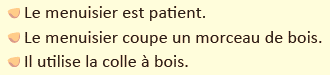 Le menuisier est patient.
Le menuisier coupe un morceau de bois.
Il utilise la colle à bois.